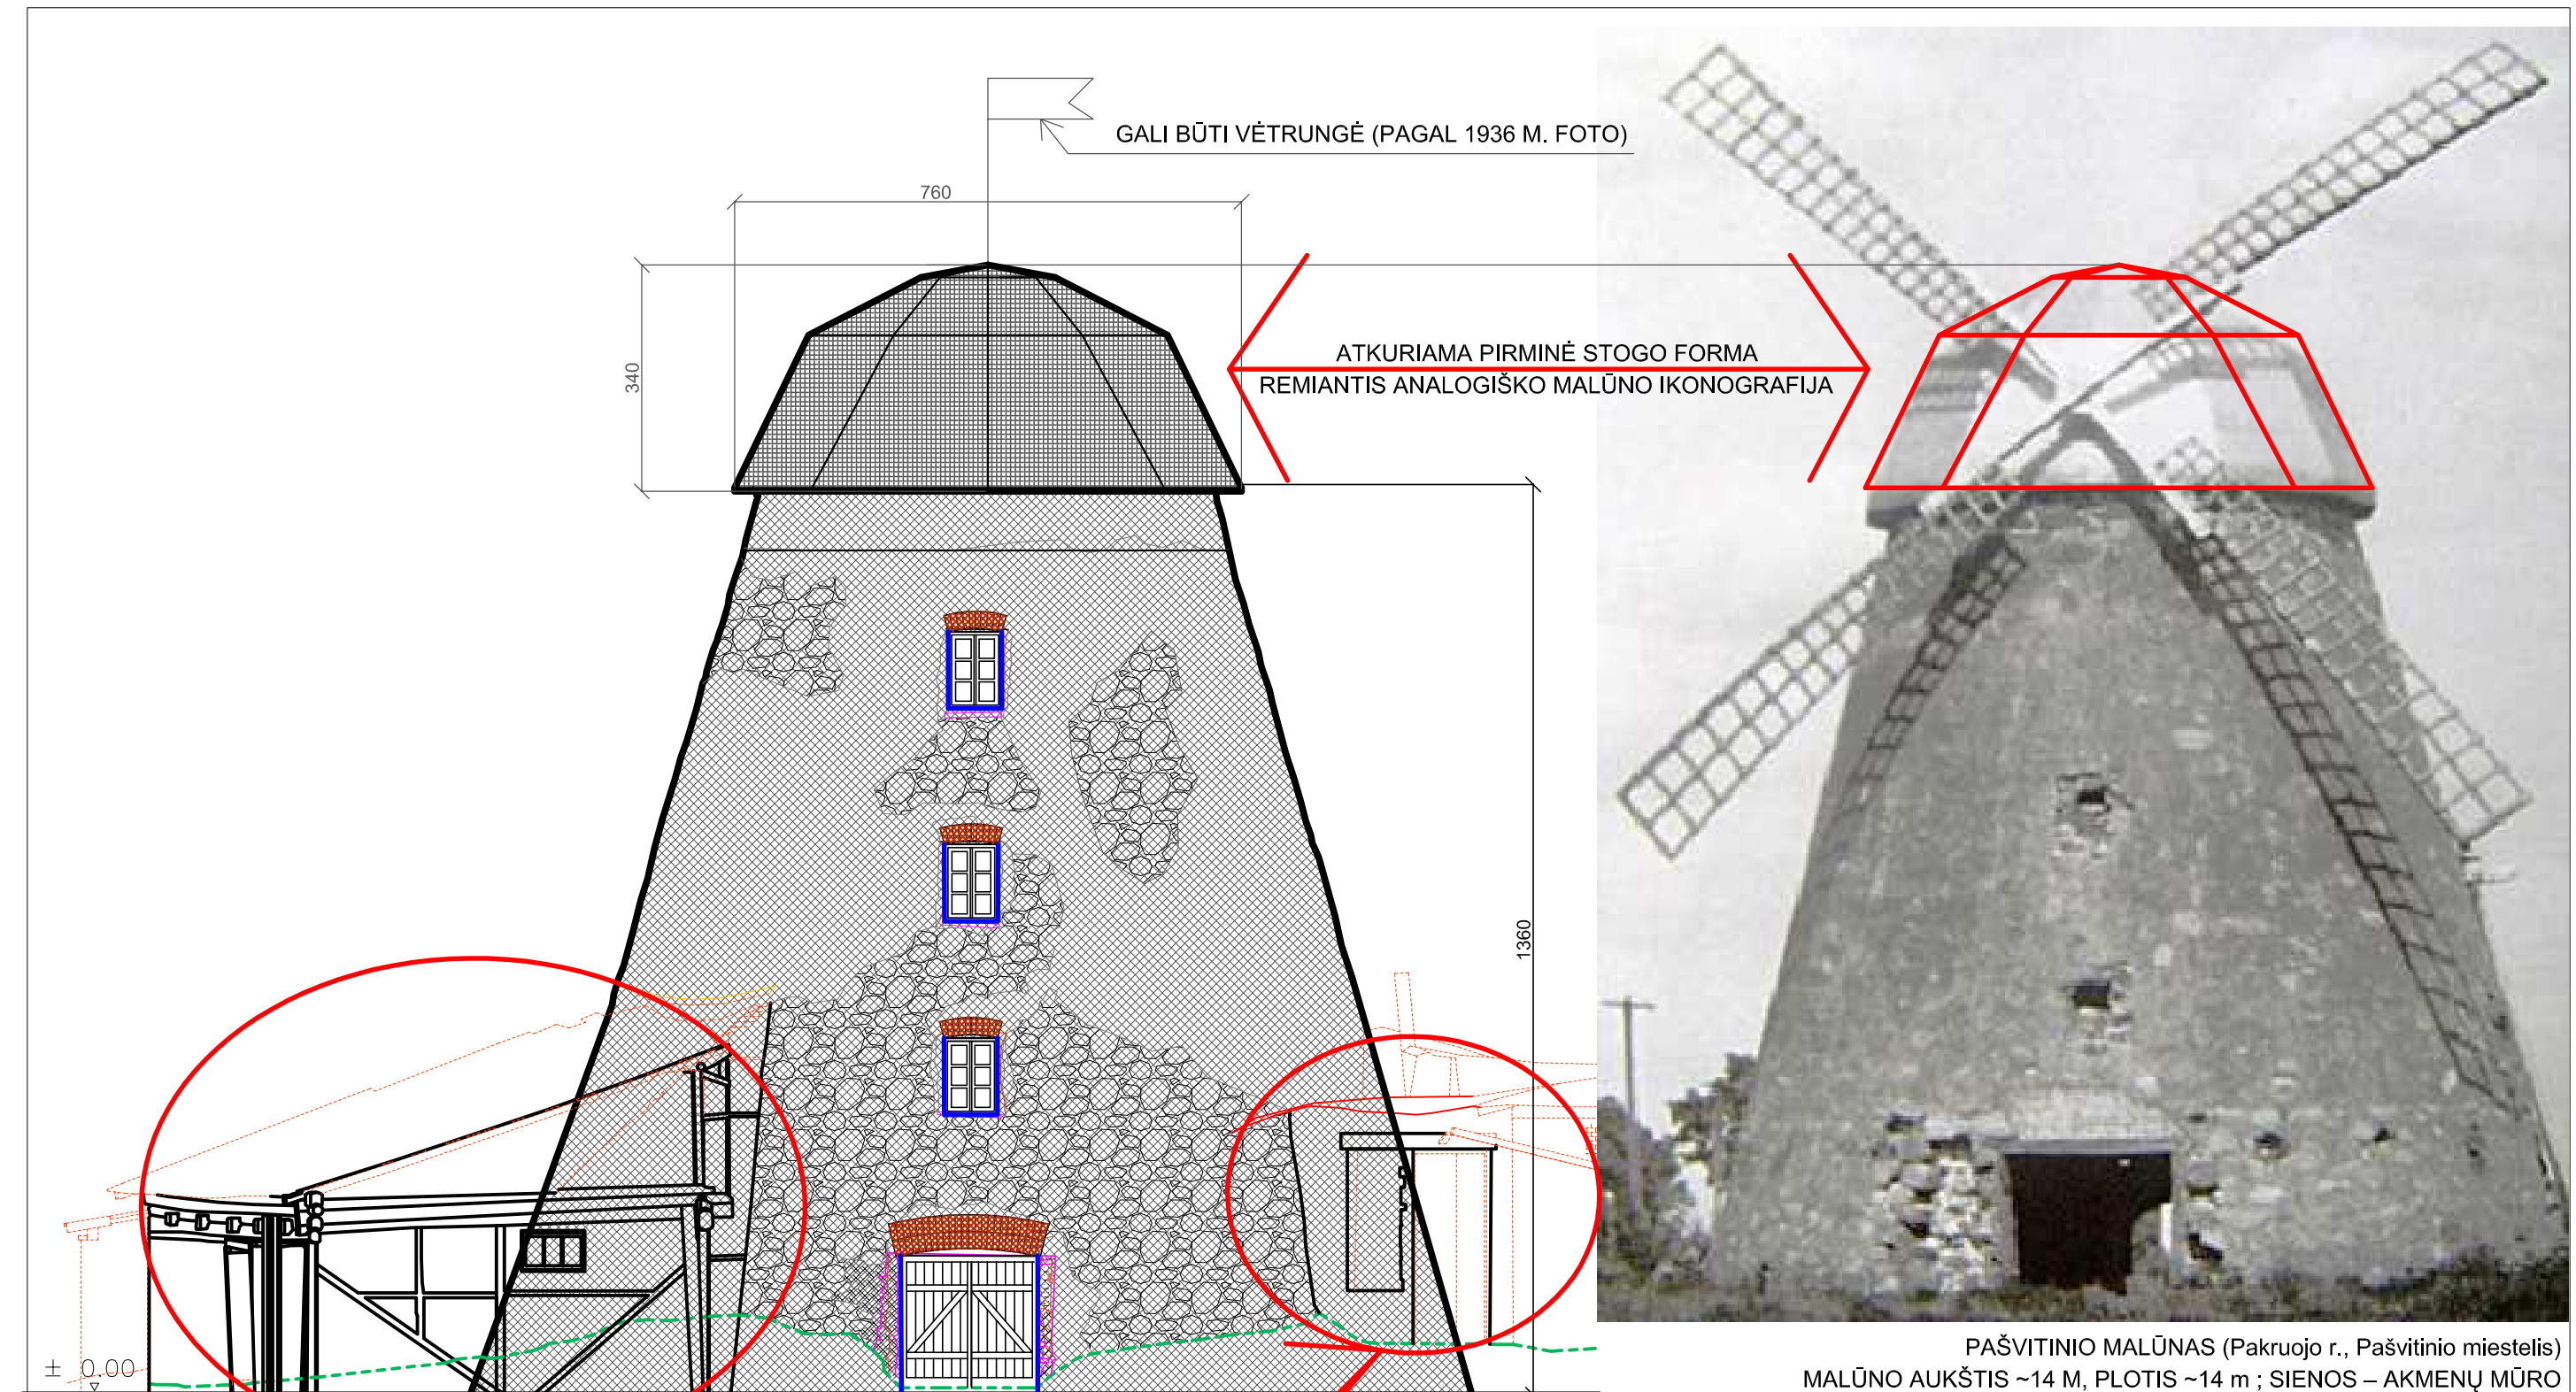 GALI BŪTI VĖTRUNGĖ (PAGAL 1936 M. FOTO)
760
340
ATKURIAMA PIRMINĖ STOGO FORMA
REMIANTIS ANALOGIŠKO MALŪNO IKONOGRAFIJA
1360
± 0.00
PAŠVITINIO MALŪNAS (Pakruojo r., Pašvitinio miestelis)
MALŪNO AUKŠTIS ~14 M, PLOTIS ~14 m ; SIENOS – AKMENŲ MŪRO